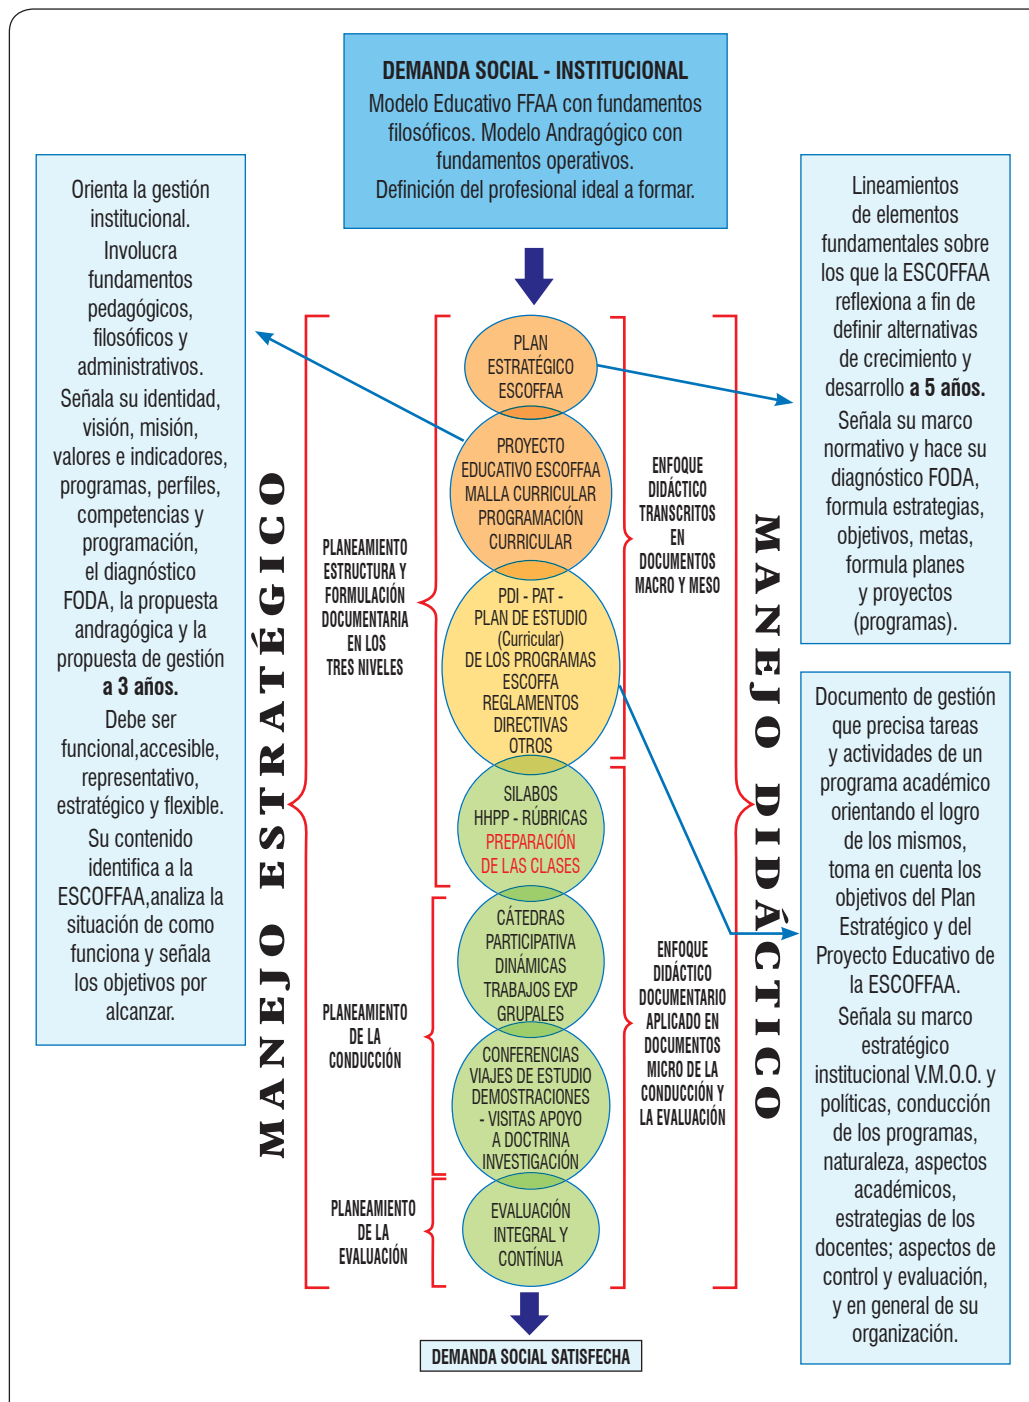 DEMANDA SOCIAL - INSTITUCIONAL
Modelo Educativo FFAA con fundamentos
filosóficos. Modelo Andragógico con
fundamentos operativos.
Definición del profesional ideal a formar.
Orienta la gestión
institucional.
Involucra
fundamentos
pedagógicos,
filosóficos y
administrativos.
Señala su identidad,
visión, misión,
valores e indicadores,
programas, perfiles,
competencias y
programación,
el diagnóstico
FODA, la propuesta
andragógica y la
propuesta de gestión
a 3 años.
Debe ser
funcional,accesible,
representativo,
estratégico y flexible.
Su contenido
identifica a la
ESCOFFAA,analiza la
situación de como
funciona y señala
los objetivos por
alcanzar.
MANEJO ESTRATÉGICO
PLANEAMIENTO
ESTRUCTURA Y
FORMULACIÓN
DOCUMENTARIA
EN LOS
TRES NIVELES
PLANEAMIENTO
DE LA
CONDUCCIÓN
PLANEAMIENTO
DE LA
EVALUACIÓN
PLAN
ESTRATÉGICO
ESCOFFAA
PROYECTO
EDUCATIVO ESCOFFAA
MALLA CURRICULAR
PROGRAMACIÓN
CURRICULAR
PDI - PAT -
PLAN DE ESTUDIO
(Curricular)
DE LOS PROGRAMAS
ESCOFFA
REGLAMENTOS
DIRECTIVAS
OTROS
SILABOS
HHPP - RÚBRICAS
PREPARACIÓN
DE LAS CLASES
CÁTEDRAS
PARTICIPATIVA
DINÁMICAS
TRABAJOS EXP
GRUPALES
CONFERENCIAS
VIAJES DE ESTUDIO
DEMOSTRACIONES
- VISITAS APOYO
A DOCTRINA
INVESTIGACIÓN
EVALUACIÓN
INTEGRAL Y
CONTÍNUA
DEMANDA SOCIAL SATISFECHA
ENFOQUE
DIDÁCTICO
TRANSCRITOS
EN
DOCUMENTOS
MACRO Y MESO
ENFOQUE
DIDÁCTICO
DOCUMENTARIO
APLICADO EN
DOCUMENTOS
MICRO DE LA
CONDUCCIÓN Y
LA EVALUACIÓN
MANEJO DIDÁCTICO
Lineamientos
de elementos
fundamentales sobre
los que la ESCOFFAA
reflexiona a fin de
definir alternativas
de crecimiento y
desarrollo a 5 años.
Señala su marco
normativo y hace su
diagnóstico FODA,
formula estrategias,
objetivos, metas,
formula planes
y proyectos
(programas).
Documento de gestión
que precisa tareas
y actividades de un
programa académico
orientando el logro
de los mismos,
toma en cuenta los
objetivos del Plan
Estratégico y del
Proyecto Educativo de
la ESCOFFAA.
Señala su marco
estratégico
institucional V.M.O.O. y
políticas, conducción
de los programas,
naturaleza, aspectos
académicos,
estrategias de los
docentes; aspectos de
control y evaluación,
y en general de su
organización.